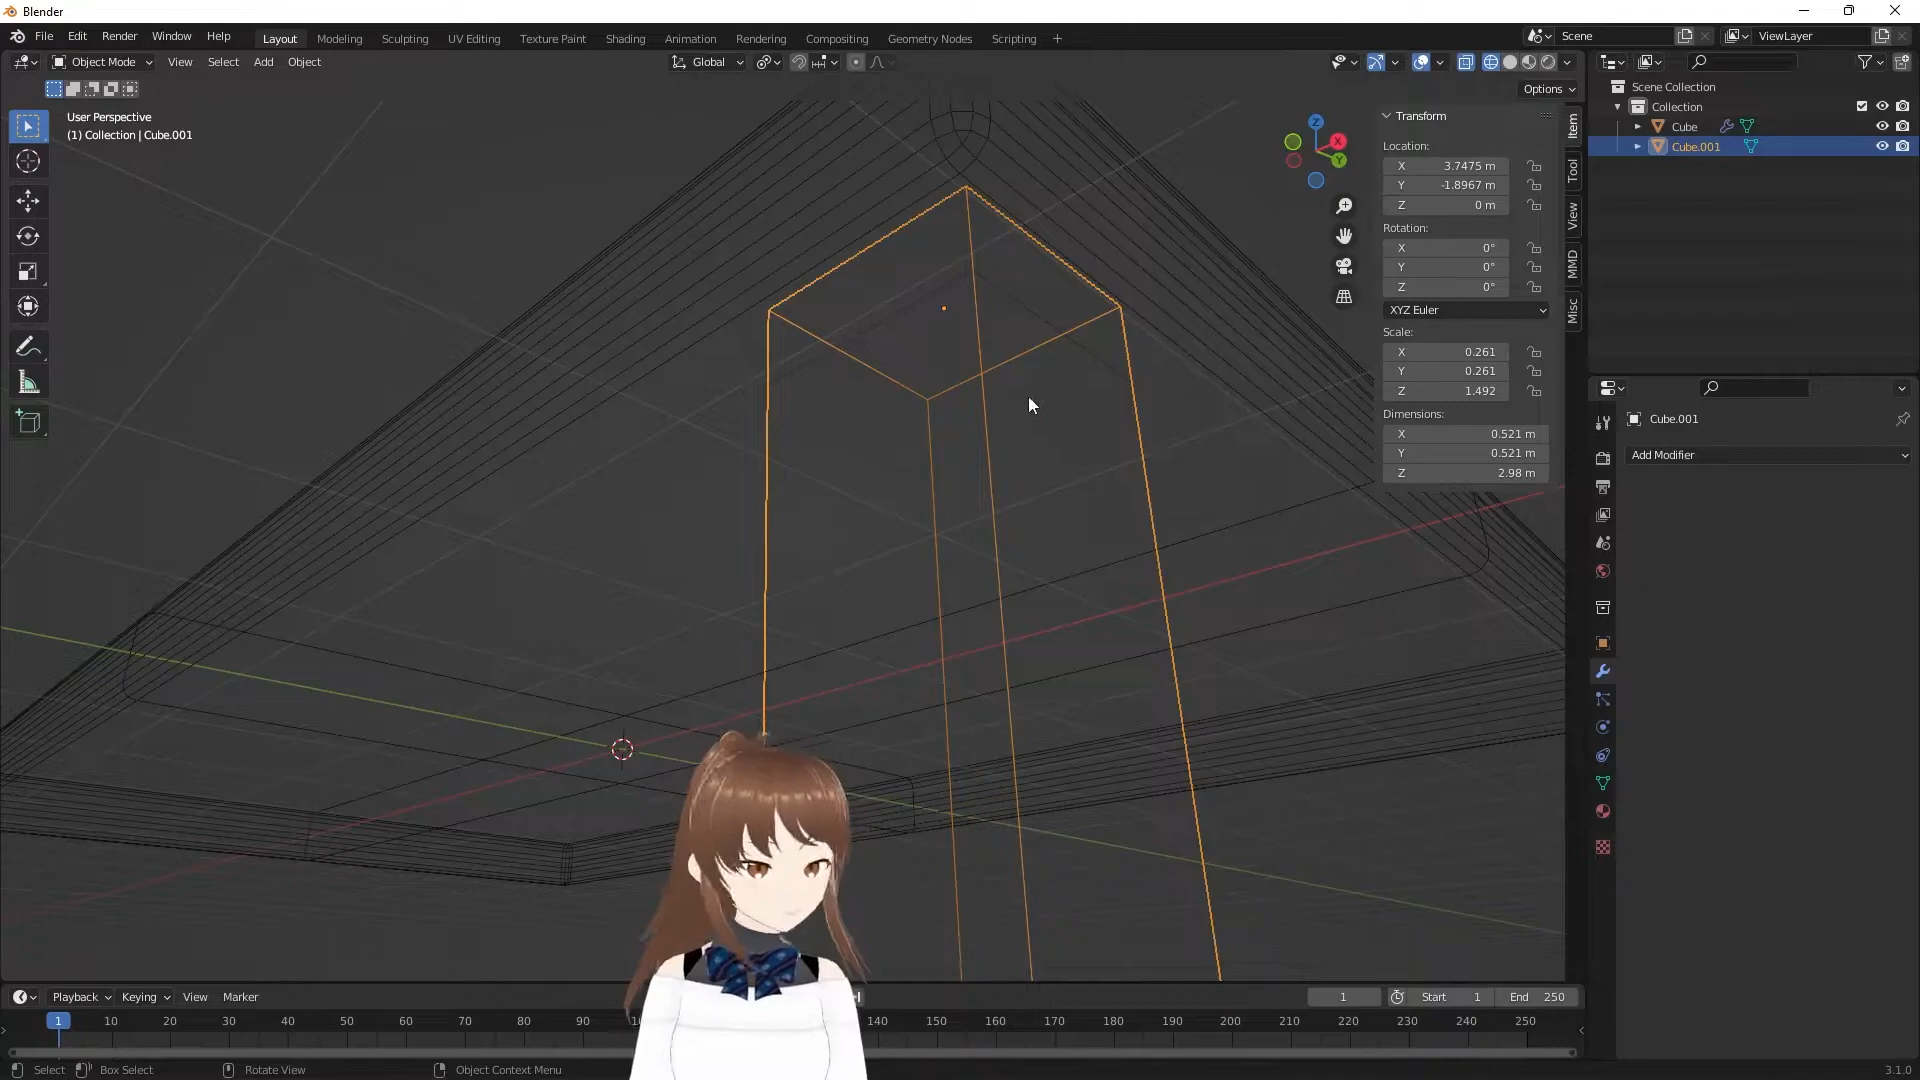 Blender
File Edit Render Window Help
Layout Modeling Sculpting UV Editing Texture Paint Shading Animation Rendering Compositing Geometry Nodes Scripting +
Scene
ViewLayer
Object Mode View Select Add Object
Global
Options
User Perspective
(1) Collection | Cube.001
Z
X
Y
Transform
Location:
X 3.7475 m
Y -1.8967 m
Z 0 m
Rotation:
X 0°
Y 0°
Z 0°
XYZ Euler
Scale:
X 0.261
Y 0.261
Z 1.492
Dimensions:
X 0.521 m
Y 0.521 m
Z 2.98 m
Item
Tool
View
MMD
Misc
Scene Collection
Collection
Cube
Cube.001
Cube.001
Add Modifier
Playback Keying View Marker
1
Start 1
End 250
1 10 20 30 40 50 60 70 80 90 140 150 160 170 180 190 200 210 220 230 240 250
Select Box Select Rotate View Object Context Menu
3.1.0